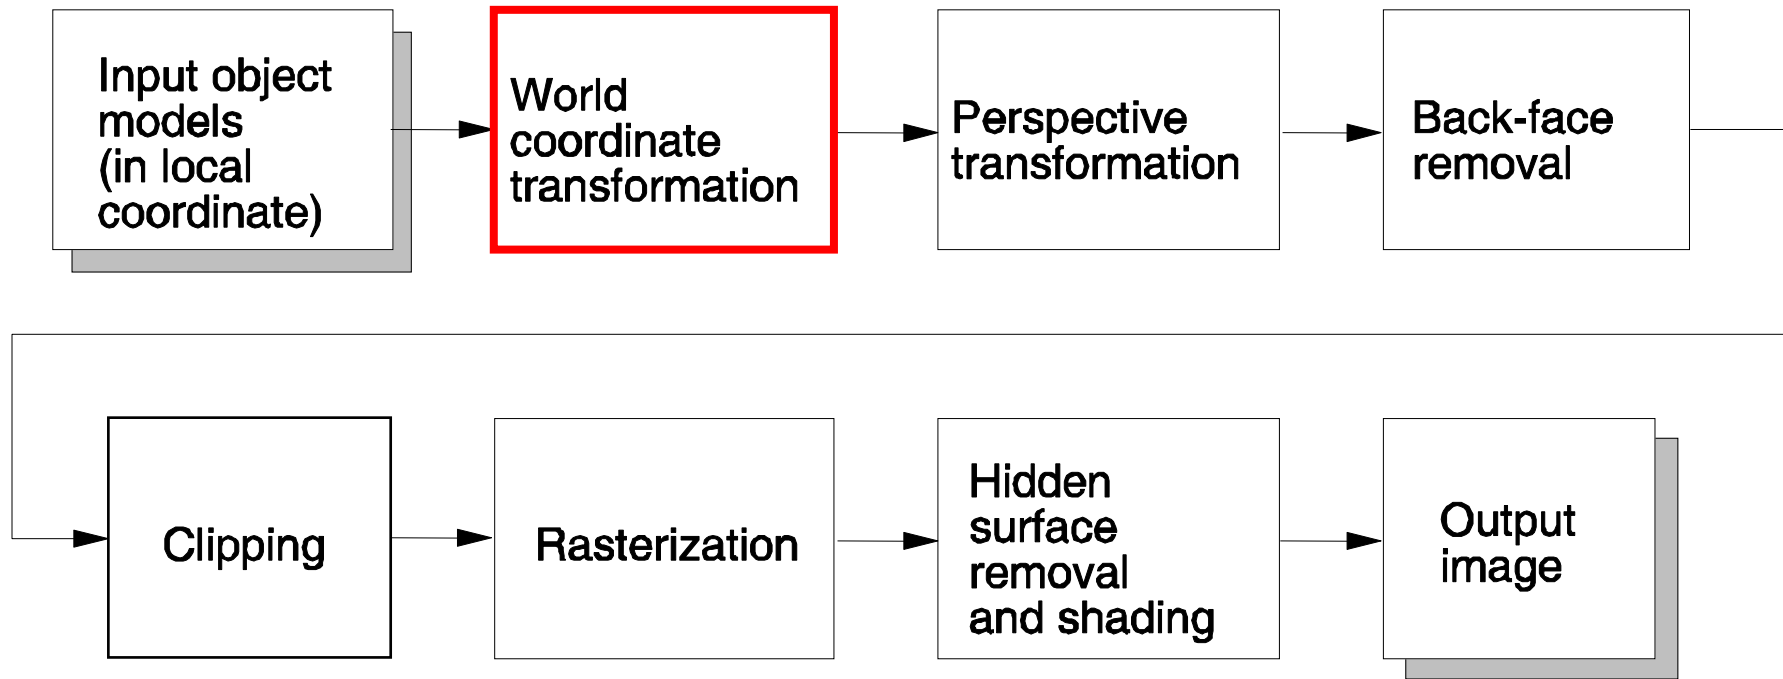 Input object
models
(in local
coordinate)
World
coordinate
transformation
Perspective
transformation
Back-face
removal
Clipping
Rasterization
Hidden
surface
removal
and shading
Output
image